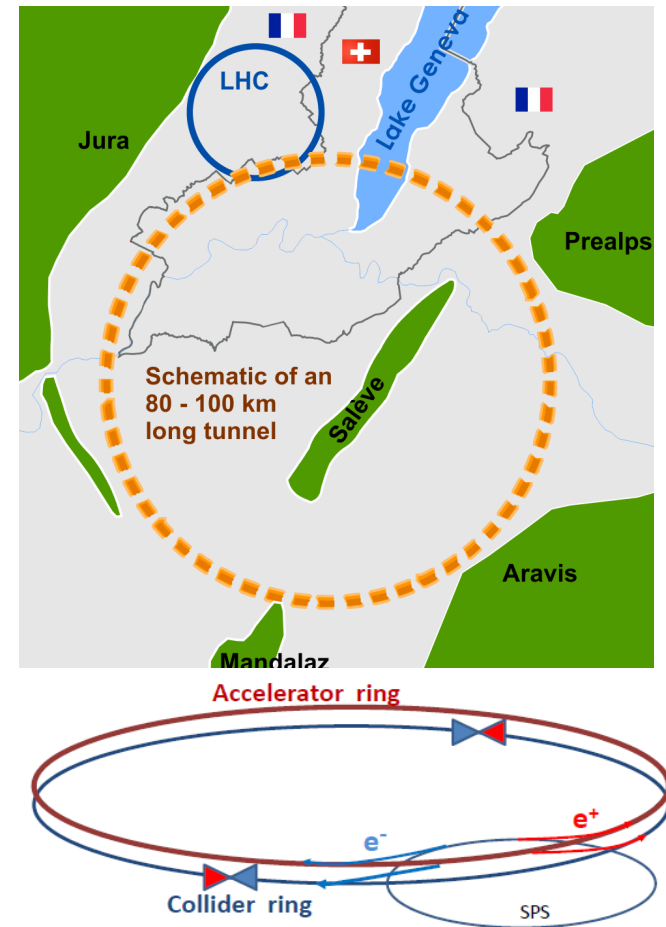 LHC
Lake Geneva
Jura
Prealps
Schematic of an
80 - 100 km
long tunnel
Salève
Aravis
Mandalaz
Accelerator ring
e⁺
e⁻
Collider ring
SPS